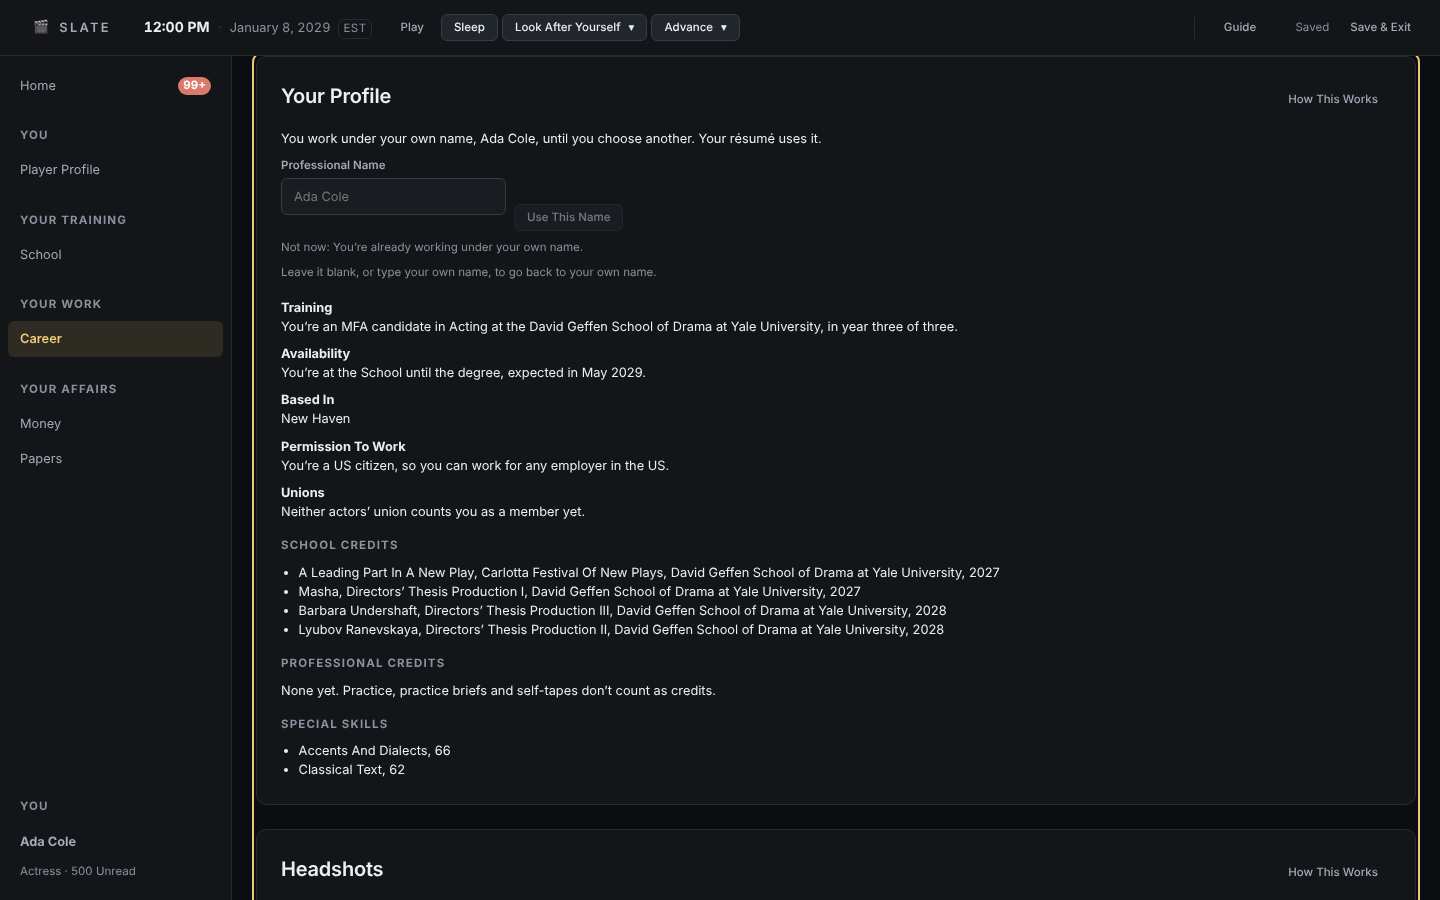 SLATE
12:00 PM · January 8, 2029 EST
Play
Sleep
Look After Yourself ▾
Advance ▾
Guide
Saved
Save & Exit
Home
99+
YOU
Player Profile
YOUR TRAINING
School
YOUR WORK
Career
YOUR AFFAIRS
Money
Papers
YOU
Ada Cole
Actress · 500 Unread
Your Profile
How This Works
You work under your own name, Ada Cole, until you choose another. Your résumé uses it.
Professional Name
Ada Cole
Use This Name
Not now: You’re already working under your own name.
Leave it blank, or type your own name, to go back to your own name.
Training
You’re an MFA candidate in Acting at the David Geffen School of Drama at Yale University, in year three of three.
Availability
You’re at the School until the degree, expected in May 2029.
Based In
New Haven
Permission To Work
You’re a US citizen, so you can work for any employer in the US.
Unions
Neither actors’ union counts you as a member yet.
SCHOOL CREDITS
• A Leading Part In A New Play, Carlotta Festival Of New Plays, David Geffen School of Drama at Yale University, 2027
• Masha, Directors’ Thesis Production I, David Geffen School of Drama at Yale University, 2027
• Barbara Undershaft, Directors’ Thesis Production III, David Geffen School of Drama at Yale University, 2028
• Lyubov Ranevskaya, Directors’ Thesis Production II, David Geffen School of Drama at Yale University, 2028
PROFESSIONAL CREDITS
None yet. Practice, practice briefs and self-tapes don’t count as credits.
SPECIAL SKILLS
• Accents And Dialects, 66
• Classical Text, 62
Headshots
How This Works